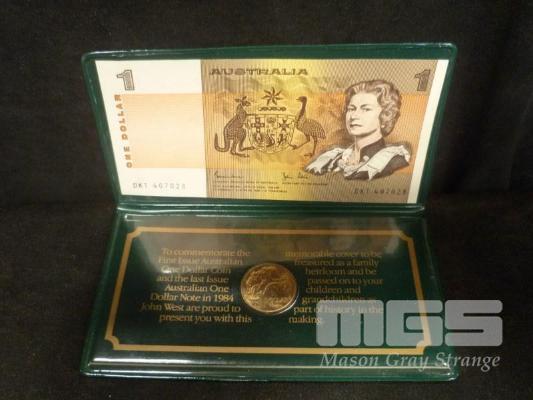 1
AUSTRALIA
1
ONE DOLLAR
DKT 407028
DKT 407028
To commemorate the
First Issue Australian
One Dollar Coin
and the last Issue
Australian One
Dollar Note in 1984
John West are proud to
present you with this
memorable cover to be
treasured as a family
heirloom and be
passed on to your
children and
grandchildren as
part of history in the
making.
MGS
Mason Gray Strange